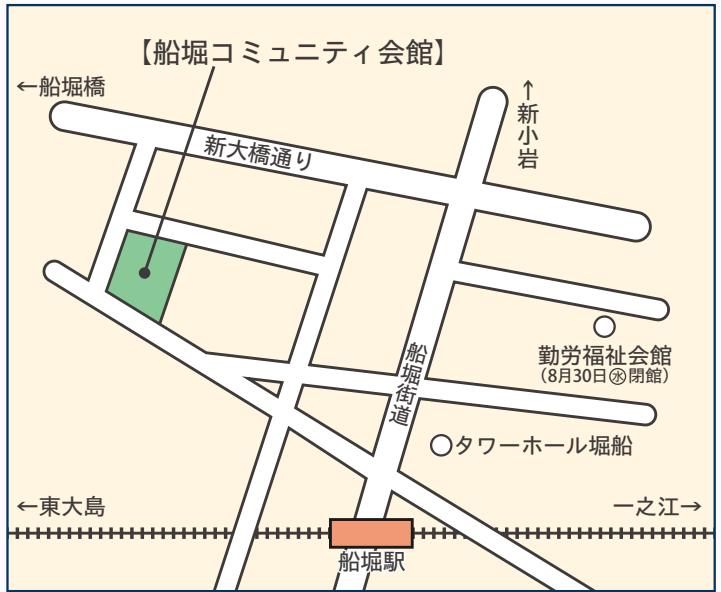 【船堀コミュニティ会館】
←船堀橋
↑新小岩
新大橋通り
勤労福祉会館
（8月30日㊌閉館）
船堀街道
タワーホール堀船
←東大島
一之江→
船堀駅